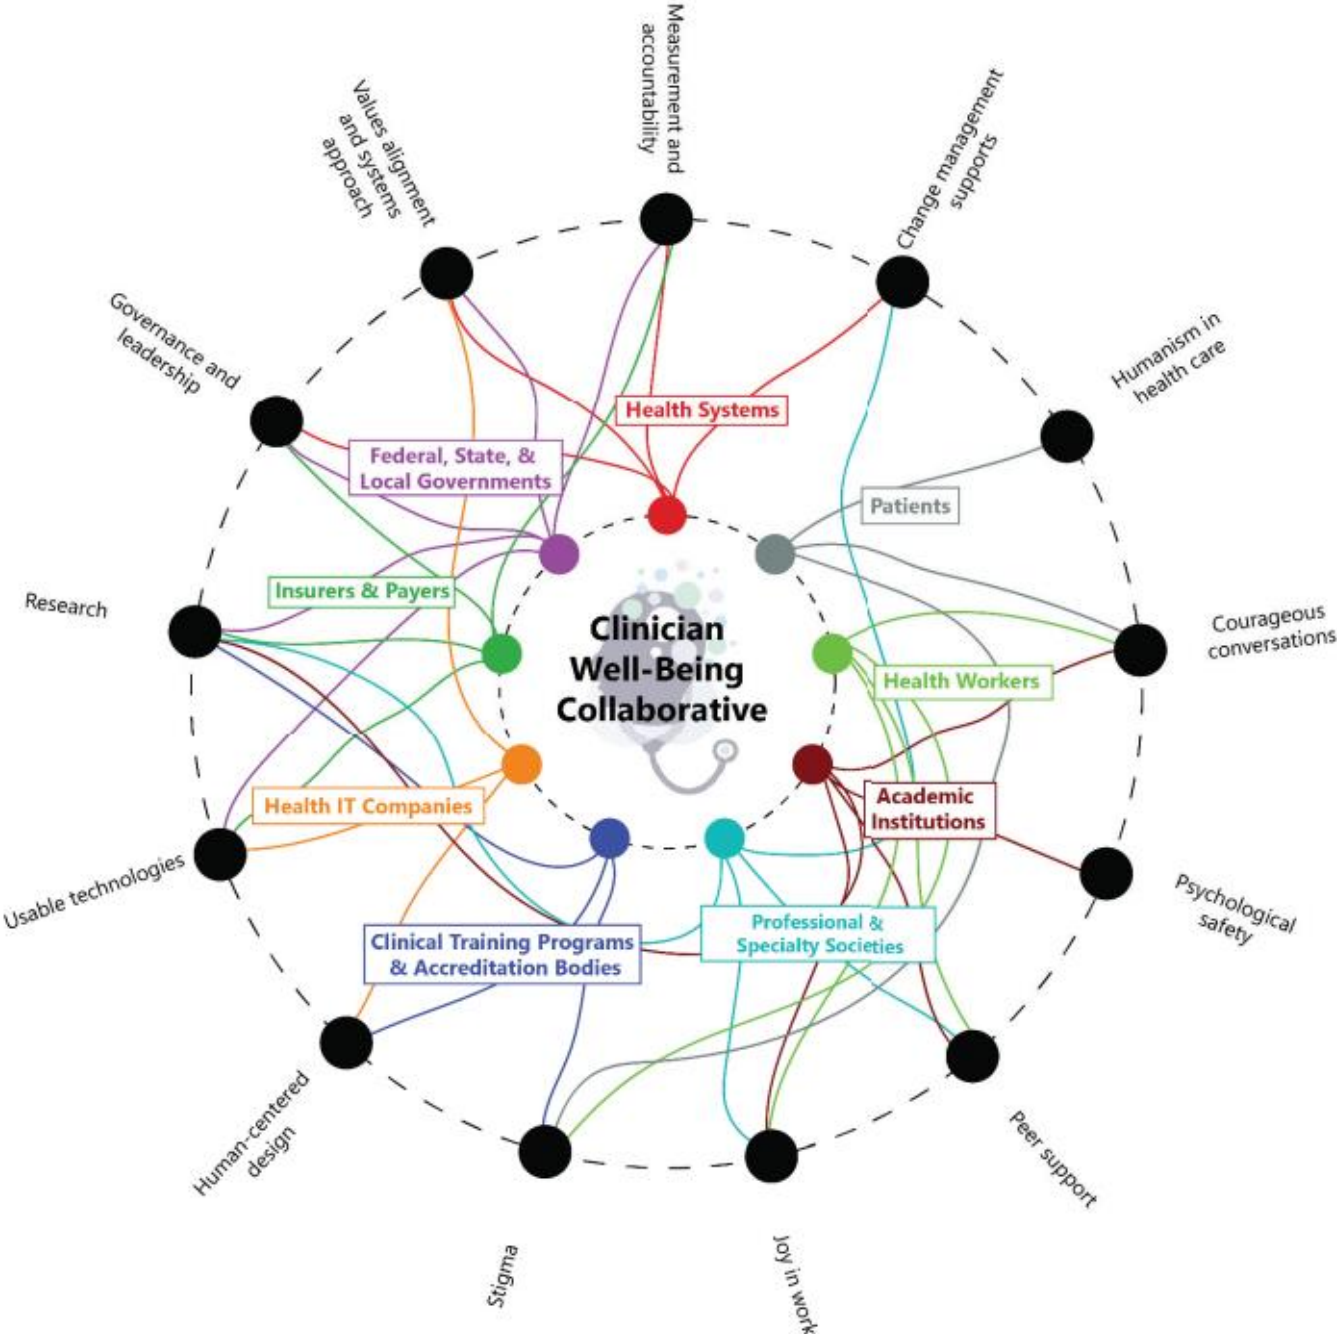 Measurement and
accountability
Change management
supports
Humanism in
health care
Courageous
conversations
Psychological
safety
Peer support
Joy in work
Stigma
Human-centered
design
Usable technologies
Research
Governance and
leadership
Values alignment
and systems
approach
Health Systems
Patients
Health Workers
Academic
Institutions
Professional &
Specialty Societies
Clinical Training Programs
& Accreditation Bodies
Health IT Companies
Insurers & Payers
Federal, State, &
Local Governments
Clinician
Well-Being
Collaborative